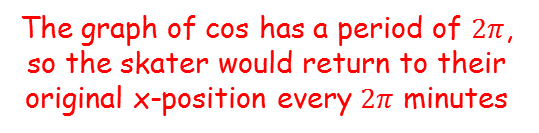 The graph of cos has a period of 2π,
so the skater would return to their
original x-position every 2π minutes